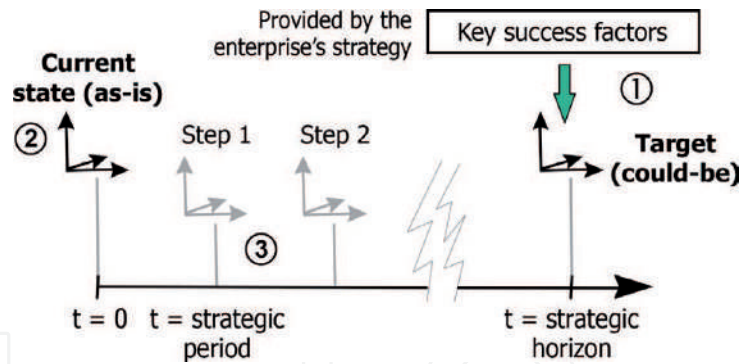 Provided by the
enterprise's strategy
Key success factors
①
Current
state (as-is)
②
Step 1
Step 2
Target
(could-be)
③
t = 0
t = strategic
period
t = strategic
horizon